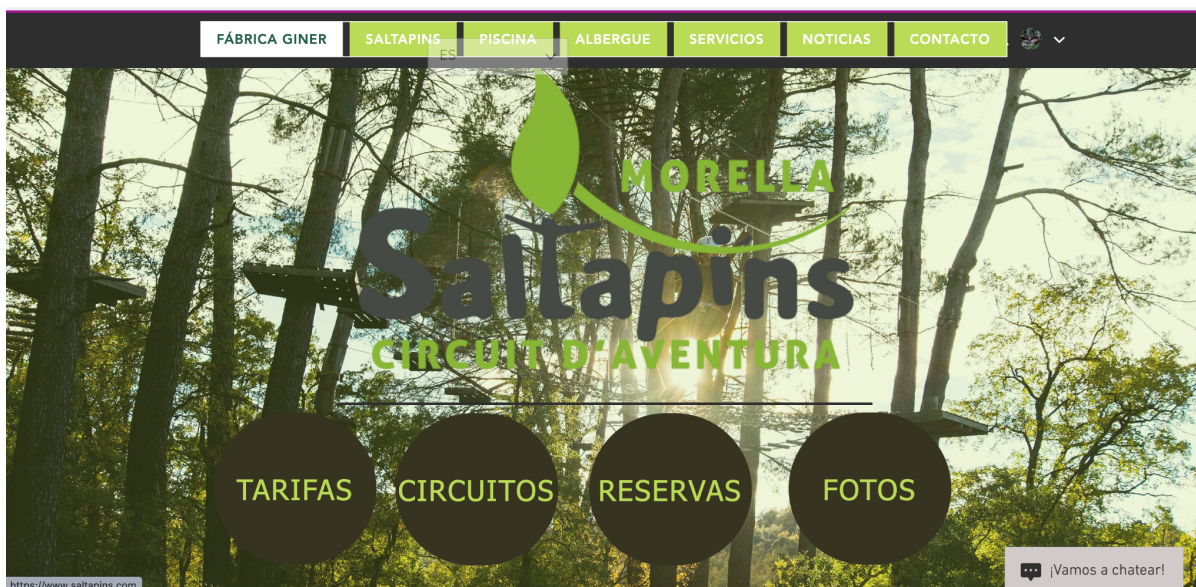 FÁBRICA GINER
SALTAPINS
PISCINA
ALBERGUE
SERVICIOS
NOTICIAS
CONTACTO
ES
MORELLA
Saltapins
CIRCUIT D'AVENTURA
TARIFAS
CIRCUITOS
RESERVAS
FOTOS
¡Vamos a chatear!
https://www.saltapins.com